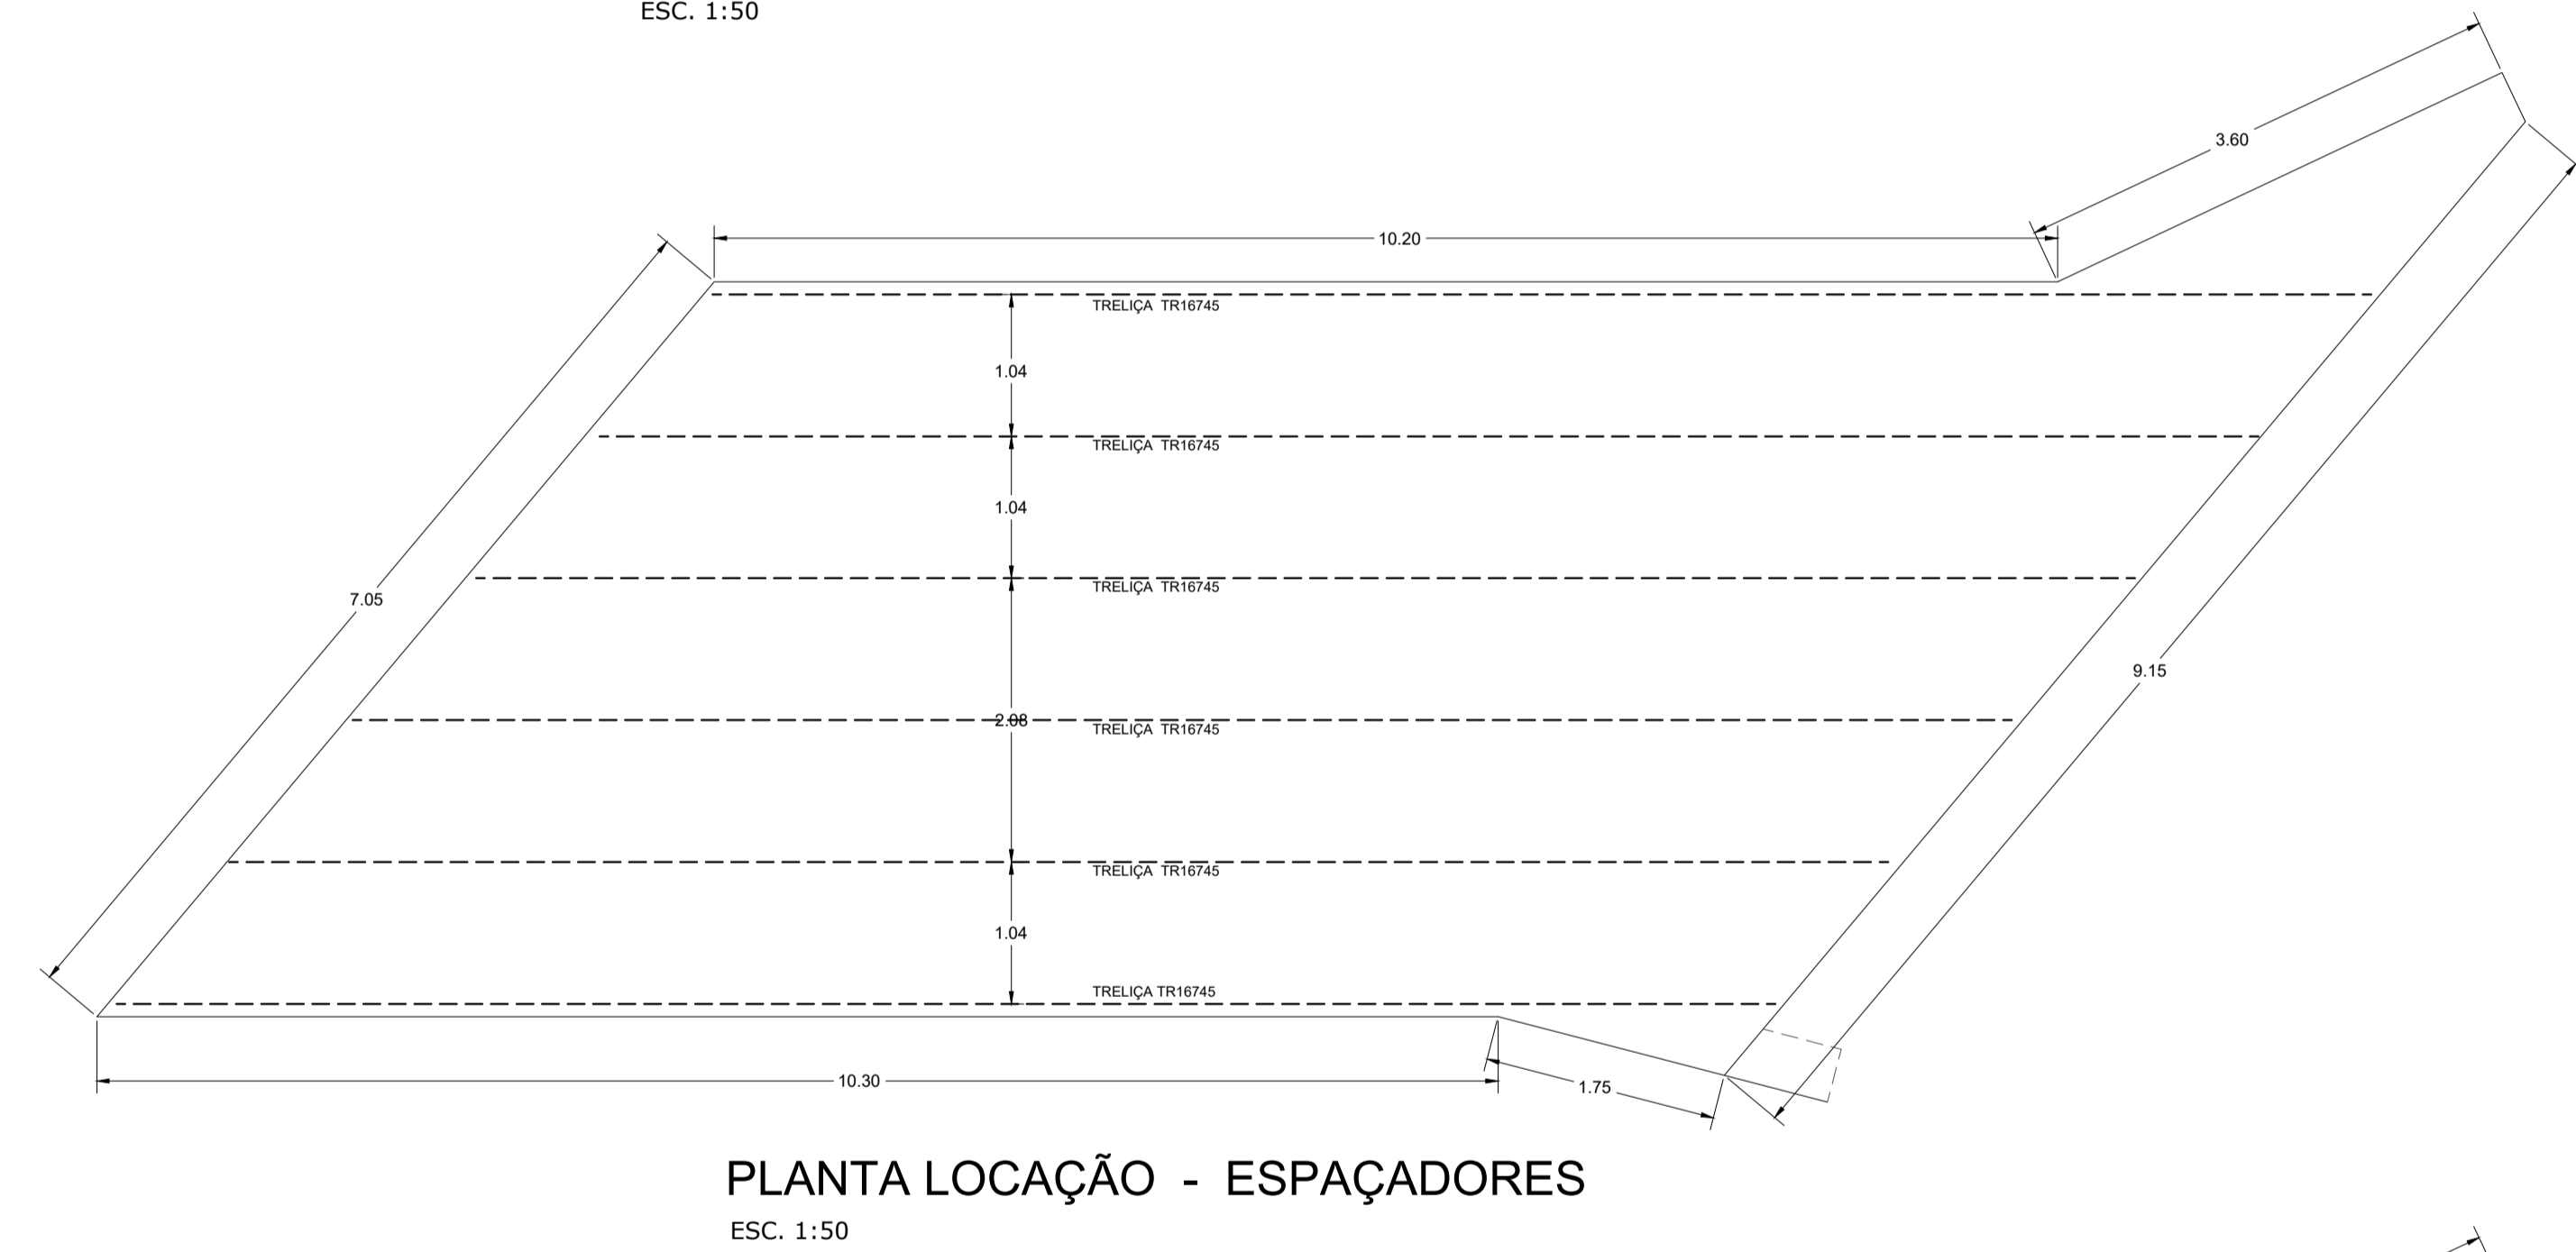 ESC. 1:50
3.60
10.20
TRELIÇA TR16745
1.04
TRELIÇA TR16745
1.04
TRELIÇA TR16745
7.05
9.15
2.08
TRELIÇA TR16745
TRELIÇA TR16745
1.04
TRELIÇA TR16745
10.30
1.75
PLANTA LOCAÇÃO - ESPAÇADORES
ESC. 1:50